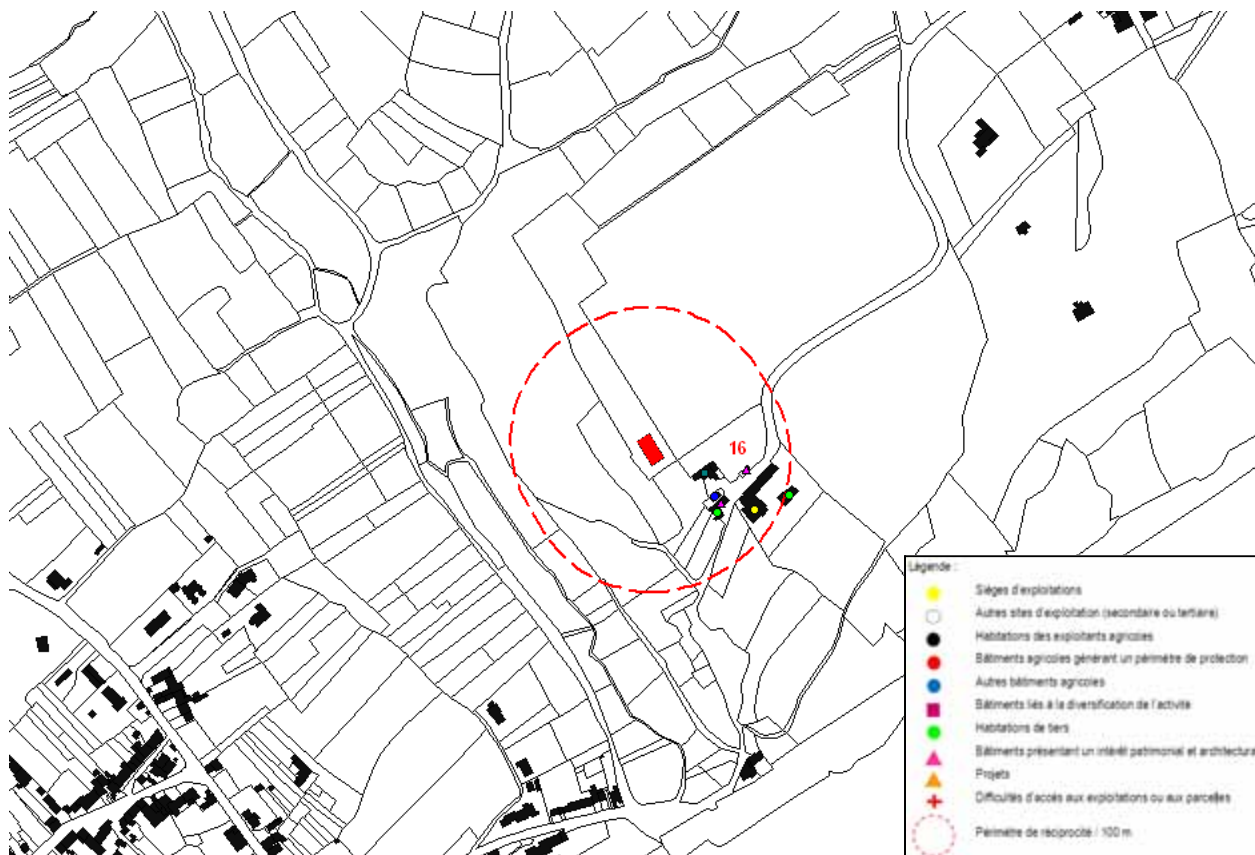 16
Légende :
Sièges d'exploitations
Autres sites d'exploitation (secondaire ou tertiaire)
Habitations des exploitants agricoles
Bâtiments agricoles générant un périmètre de protection
Autres bâtiments agricoles
Bâtiments liés à la diversification de l'activité
Habitations de tiers
Bâtiments présentant un intérêt patrimonial et architectura
Projets
Difficultés d'accès aux exploitations ou aux parcelles
Périmètre de réciprocité / 100 m